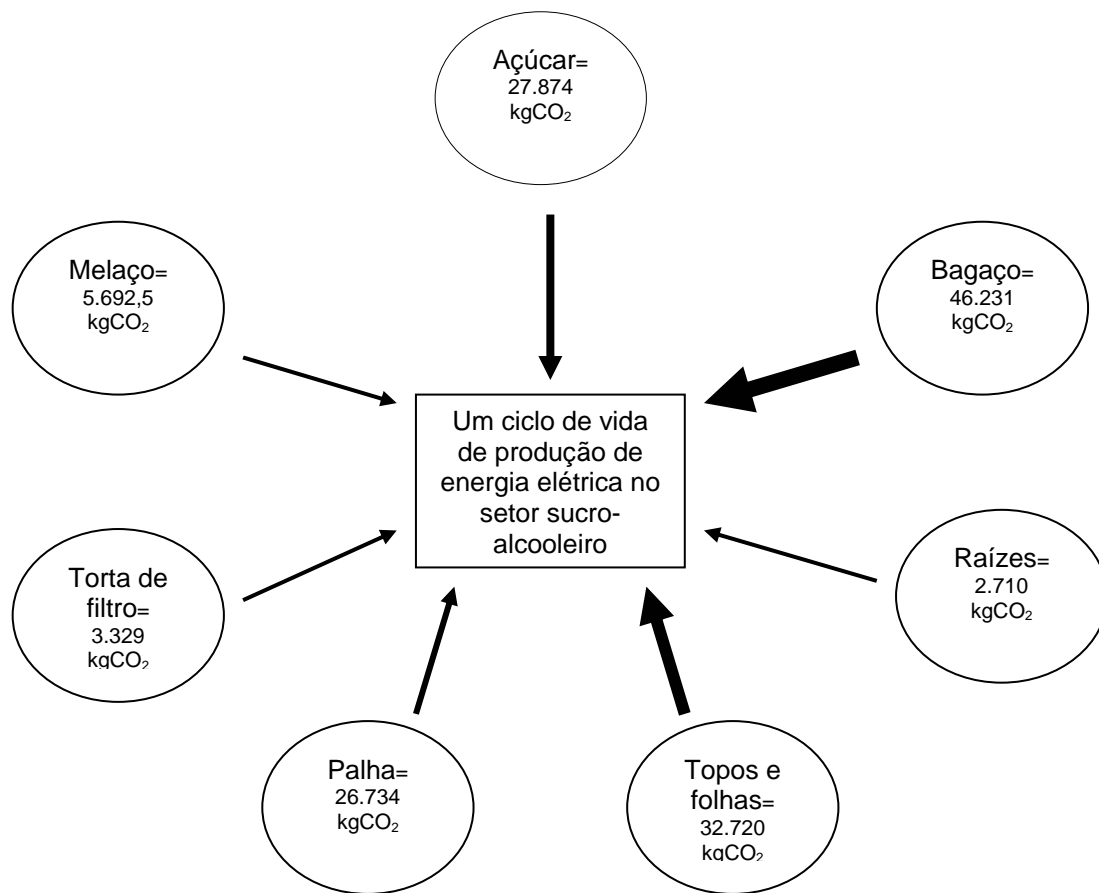 Açúcar=
27.874
kgCO₂
Melaço=
5.692,5
kgCO₂
Bagaço=
46.231
kgCO₂
Um ciclo de vida
de produção de
energia elétrica no
setor sucro-
alcooleiro
Torta de
filtro=
3.329
kgCO₂
Raízes=
2.710
kgCO₂
Palha=
26.734
kgCO₂
Topos e
folhas=
32.720
kgCO₂